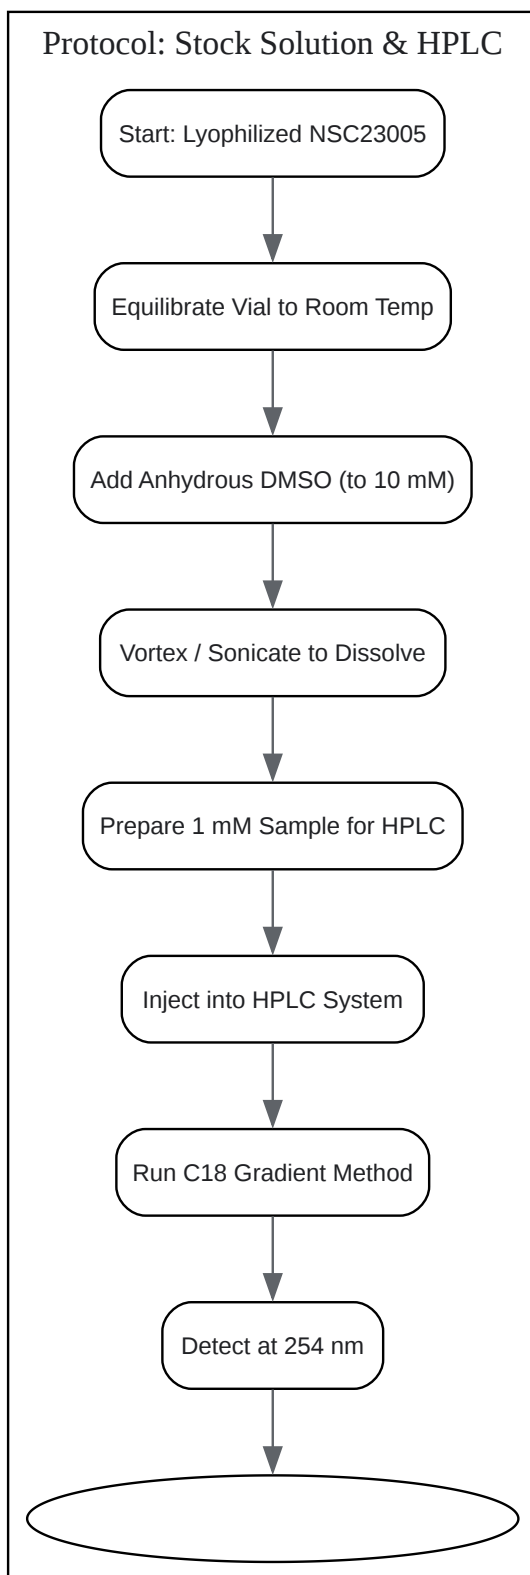 Protocol: Stock Solution & HPLC
Start: Lyophilized NSC23005
Equilibrate Vial to Room Temp
Add Anhydrous DMSO (to 10 mM)
Vortex / Sonicate to Dissolve
Prepare 1 mM Sample for HPLC
Inject into HPLC System
Run C18 Gradient Method
Detect at 254 nm